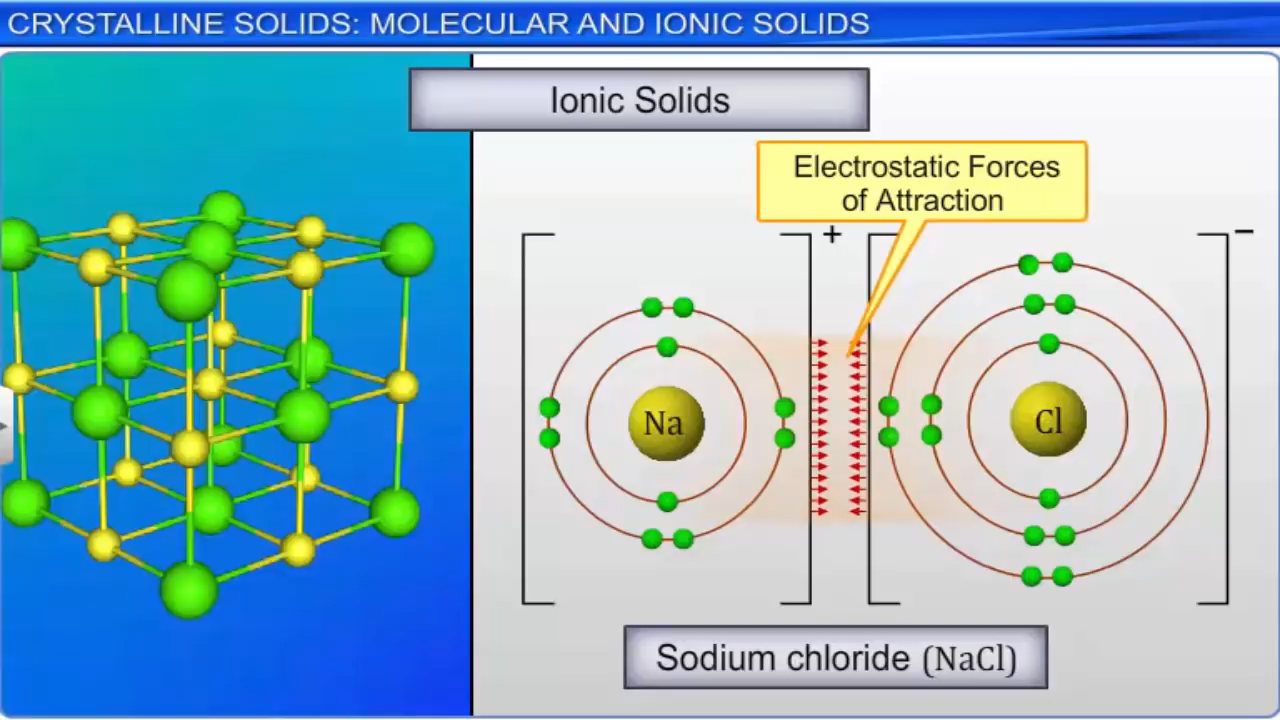 CRYSTALLINE SOLIDS: MOLECULAR AND IONIC SOLIDS
Ionic Solids
Electrostatic Forces
of Attraction
+
−
Na
Cl
Sodium chloride (NaCl)